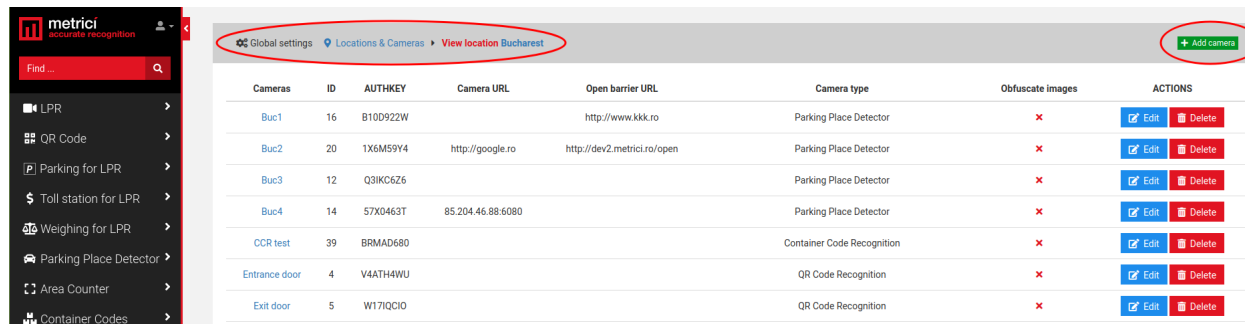 metrici
accurate recognition
Find ...
LPR
QR Code
Parking for LPR
Toll station for LPR
Weighing for LPR
Parking Place Detector
Area Counter
Container Codes
Global settings Locations & Cameras View location Bucharest
+ Add camera
Cameras ID AUTHKEY Camera URL Open barrier URL Camera type Obfuscate images ACTIONS
Buc1 16 B10D922W http://www.kkk.ro Parking Place Detector Edit Delete
Buc2 20 1X6M59Y4 http://google.ro http://dev2.metrici.ro/open Parking Place Detector Edit Delete
Buc3 12 Q3IKC6Z6 Parking Place Detector Edit Delete
Buc4 14 57X0463T 85.204.46.88:6080 Parking Place Detector Edit Delete
CCR test 39 BRMAD680 Container Code Recognition Edit Delete
Entrance door 4 V4ATH4WU QR Code Recognition Edit Delete
Exit door 5 W17IQCIO QR Code Recognition Edit Delete